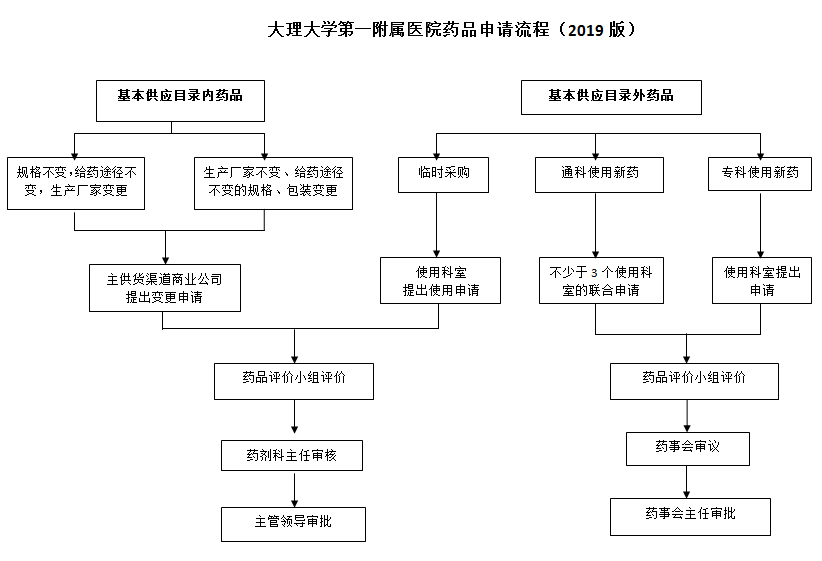 大理大学第一附属医院药品申请流程（2019 版）
基本供应目录内药品
基本供应目录外药品
规格不变,给药途径不
变，生产厂家变更
生产厂家不变、给药途径
不变的规格、包装变更
临时采购
通科使用新药
专科使用新药
主供货渠道商业公司
提出变更申请
使用科室
提出使用申请
不少于 3 个使用科
室的联合申请
使用科室提出
申请
药品评价小组评价
药品评价小组评价
药剂科主任审核
药事会审议
主管领导审批
药事会主任审批